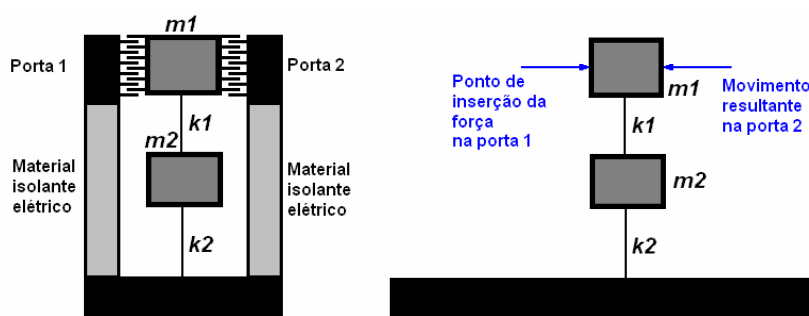 m1
Porta 1
Porta 2
k1
m2
Material
isolante
elétrico
Material
isolante
elétrico
k2
Ponto de
inserção da
força
na porta 1
m1
Movimento
resultante
na porta 2
k1
m2
k2